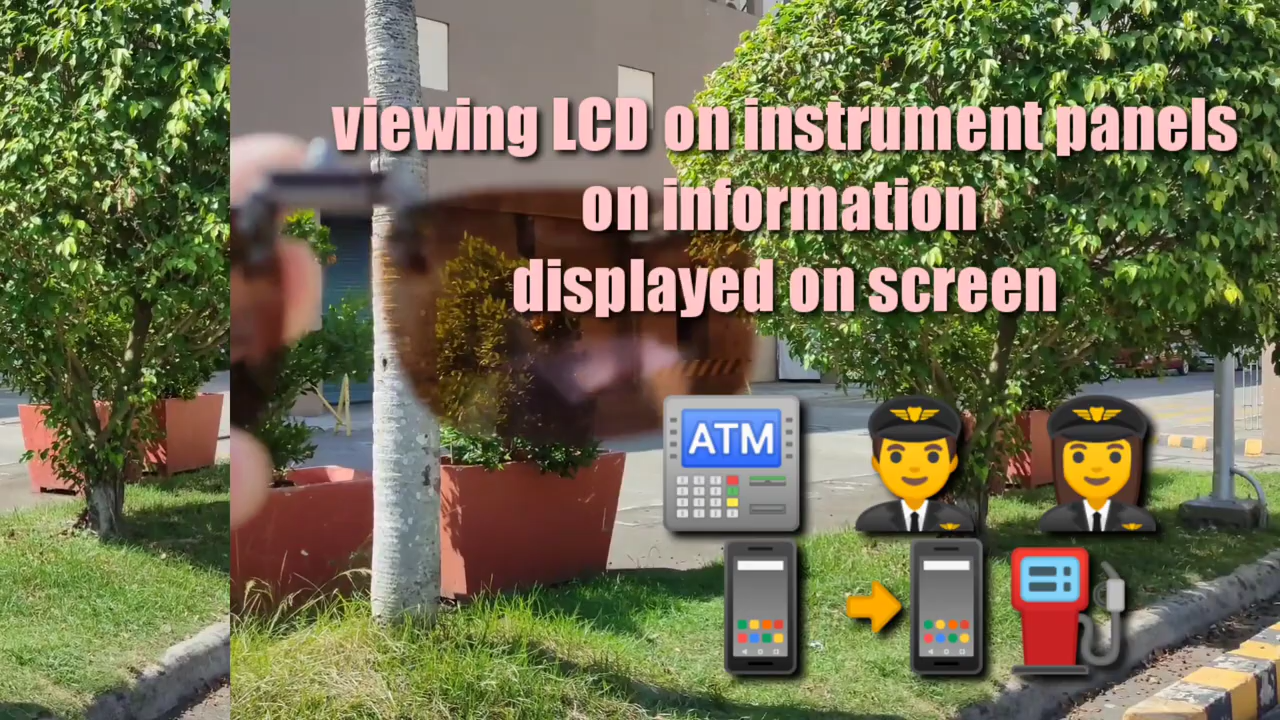 viewing LCD on instrument panels
on information
displayed on screen
ATM